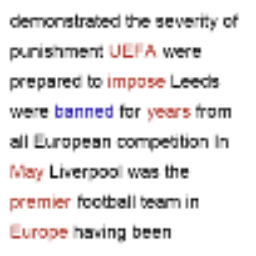 demonstrated the severity of
punishment UEFA were
prepared to impose Leeds
were banned for years from
all European competition In
May Liverpool was the
premier football team in
Europe having been